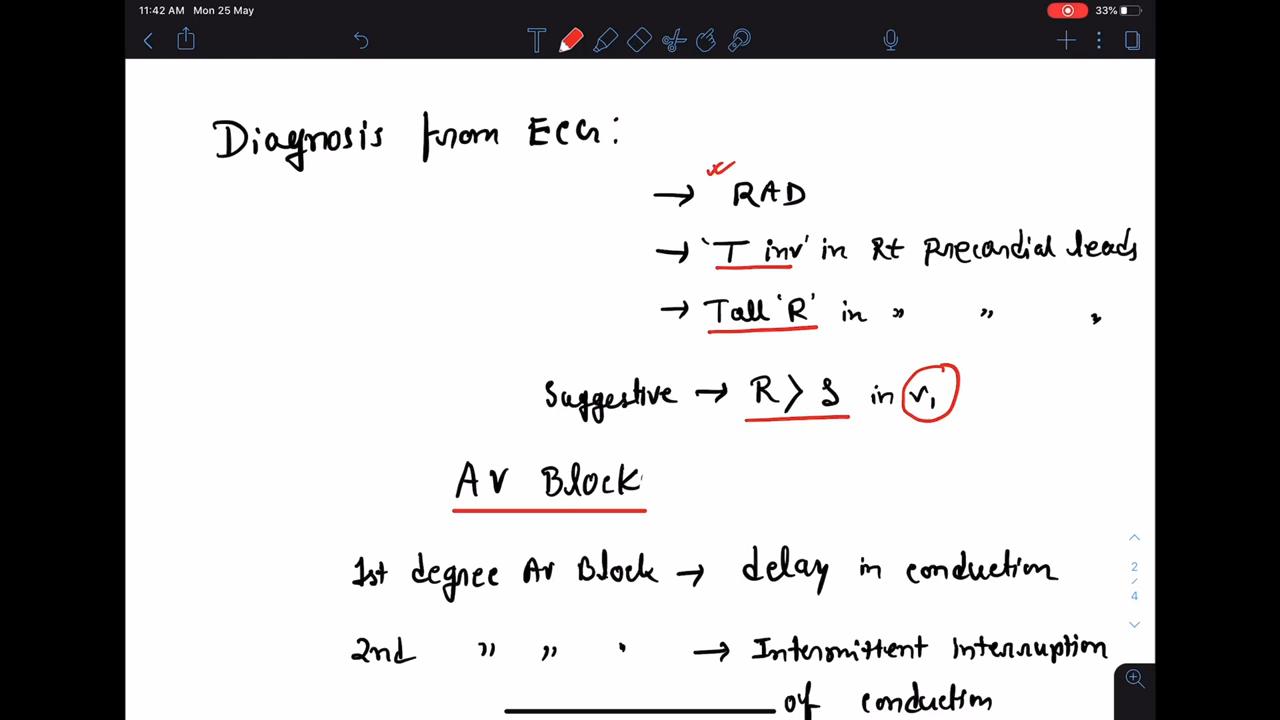 11:42 AM Mon 25 May
33%
T
Diagnosis from ECG:
→ RAD
→ 'T inv' in Rt precordial leads
→ Tall 'R' in " " "
Suggestive → R > S in V1
AV Block
1st degree AV Block → delay in conduction
2nd " " " → Intermittent Interruption
of conduction
2
/
4